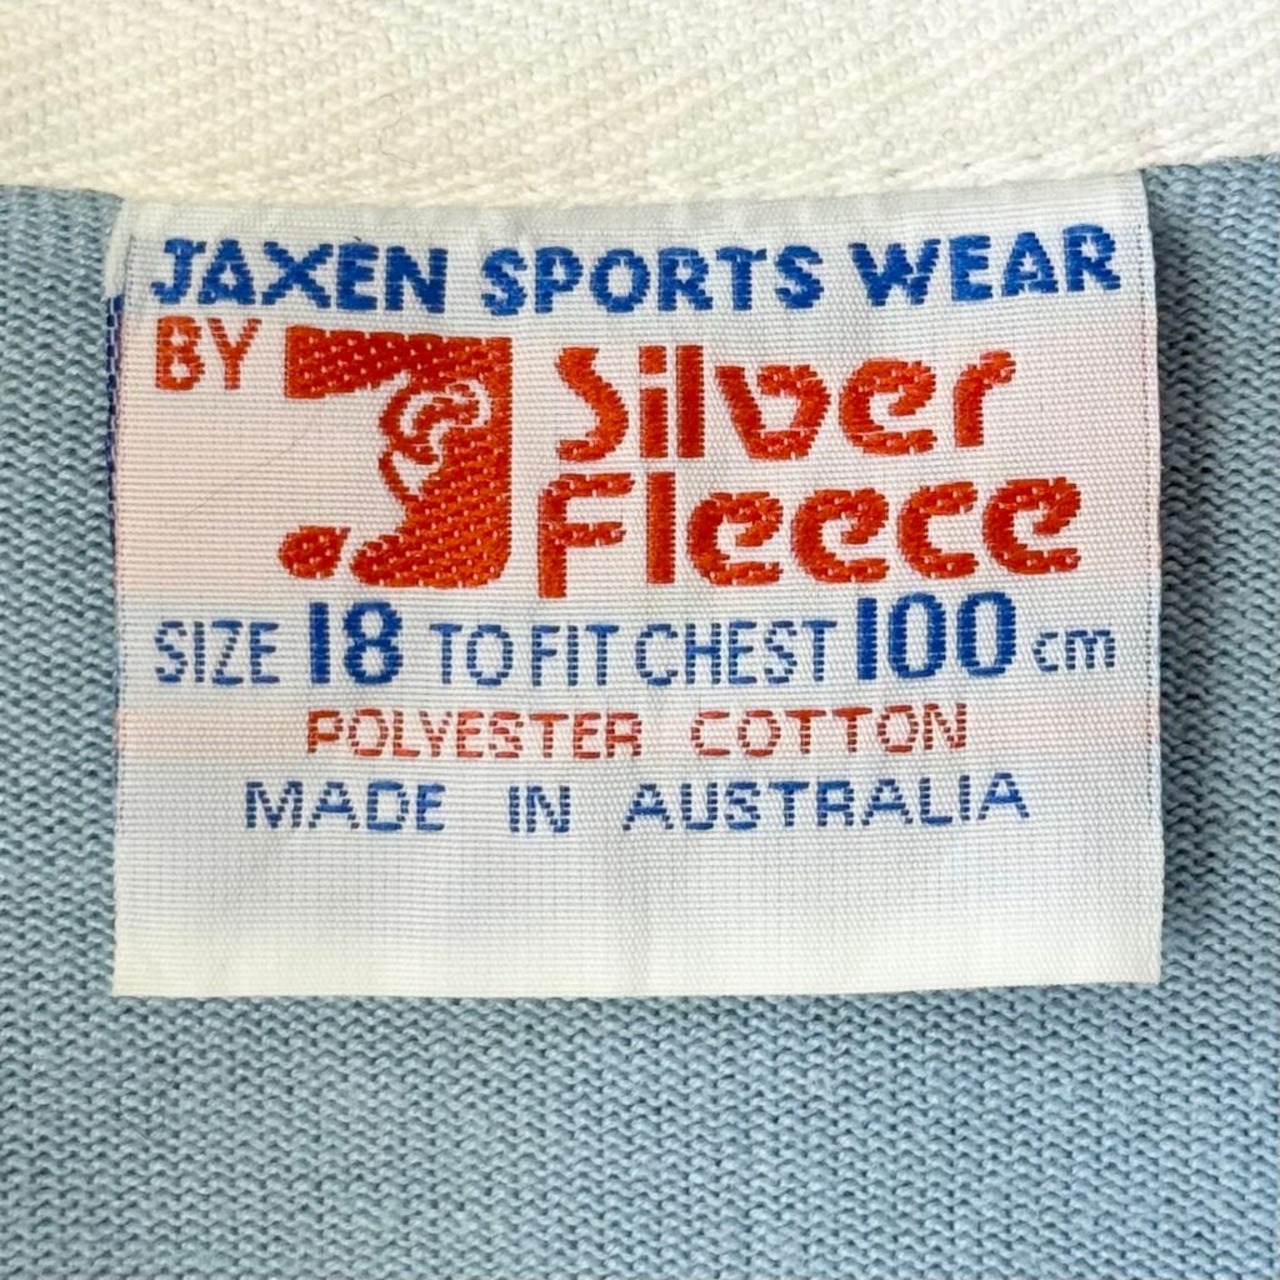 JAXEN SPORTS WEAR
BY Silver
Fleece
SIZE 18 TO FIT CHEST 100 cm
POLYESTER COTTON
MADE IN AUSTRALIA